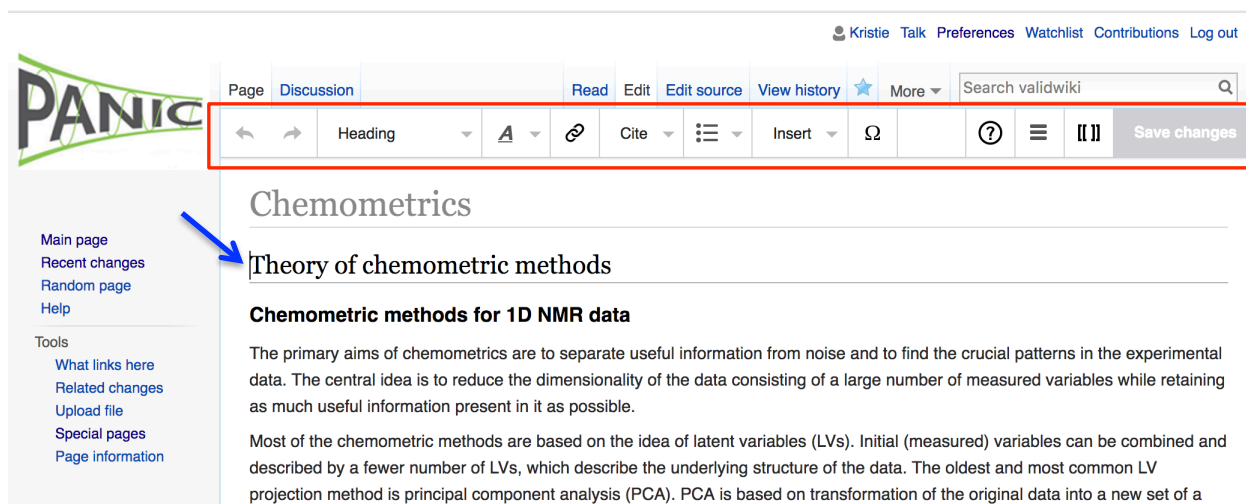 Kristie Talk Preferences Watchlist Contributions Log out
PANIC
Page Discussion Read Edit Edit source View history More Search validwiki
Heading A Cite Insert Ω ? [[ ]] Save changes
Chemometrics
Main page
Recent changes
Random page
Help
Tools
What links here
Related changes
Upload file
Special pages
Page information
Theory of chemometric methods
Chemometric methods for 1D NMR data
The primary aims of chemometrics are to separate useful information from noise and to find the crucial patterns in the experimental
data. The central idea is to reduce the dimensionality of the data consisting of a large number of measured variables while retaining
as much useful information present in it as possible.
Most of the chemometric methods are based on the idea of latent variables (LVs). Initial (measured) variables can be combined and
described by a fewer number of LVs, which describe the underlying structure of the data. The oldest and most common LV
projection method is principal component analysis (PCA). PCA is based on transformation of the original data into a new set of a